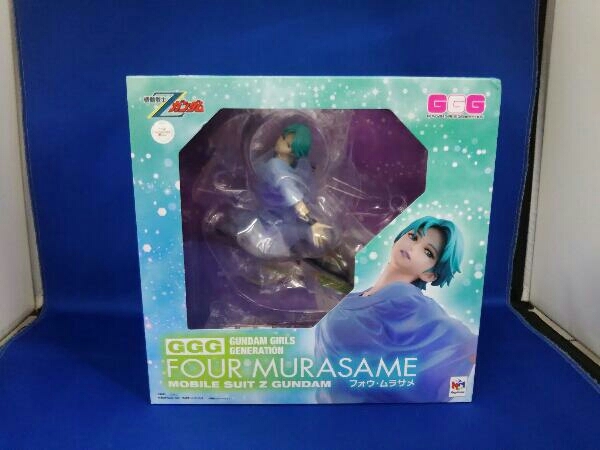 機動戦士
Zガンダム
GGG
GGG
GUNDAM GIRLS
GENERATION
FOUR MURASAME
MOBILE SUIT Z GUNDAM
フォウ・ムラサメ
MegaHouse